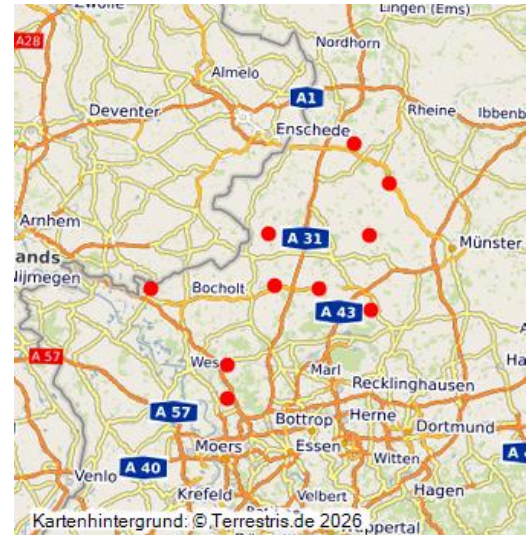 Zwolle
Lingen (Ems)
A28
Nordhorn
Almelo
A1
Deventer
Rheine
Ibbenb
Enschede
Arnhem
A 31
Münster
lands
Nijmegen
Bocholt
A 43
Ha
Wes
A 57
Marl
Recklinghausen
A 57
Bottrop
Herne
Dortmund
Moers
Essen
A 40
Witten
A
Venlo
Krefeld
Velbert
Hagen
Kartenhintergrund: © Terrestris.de 2026
uppertal